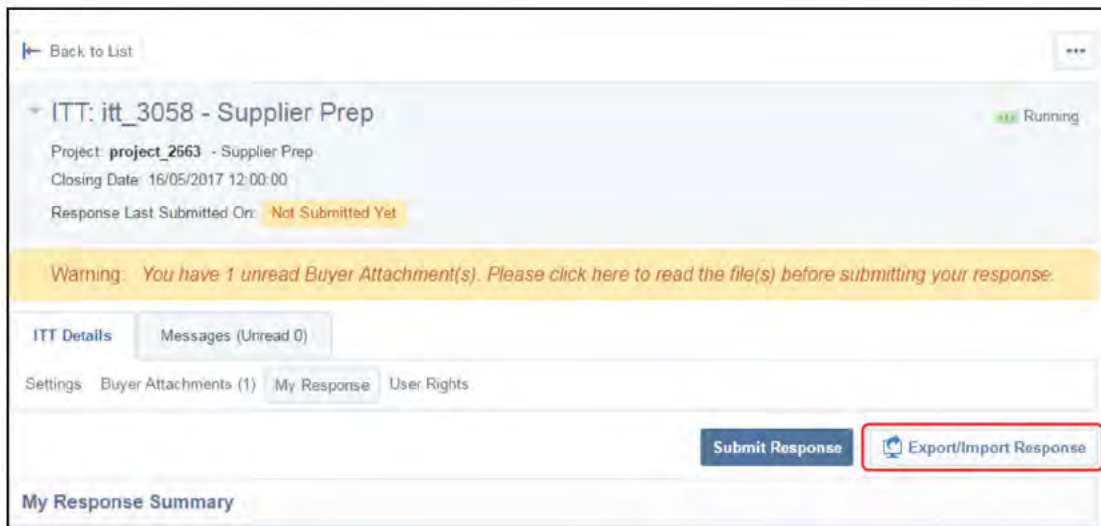 Back to List
ITT: itt_3058 - Supplier Prep
Running
Project: project_2663 - Supplier Prep
Closing Date: 16/05/2017 12:00:00
Response Last Submitted On: Not Submitted Yet
Warning: You have 1 unread Buyer Attachment(s). Please click here to read the file(s) before submitting your response.
ITT Details Messages (Unread 0)
Settings Buyer Attachments (1) My Response User Rights
Submit Response Export/Import Response
My Response Summary